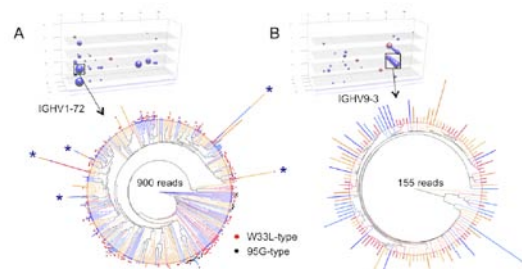 A
B
IGHV1-72
IGHV9-3
900 reads
155 reads
W33L-type
95G-type